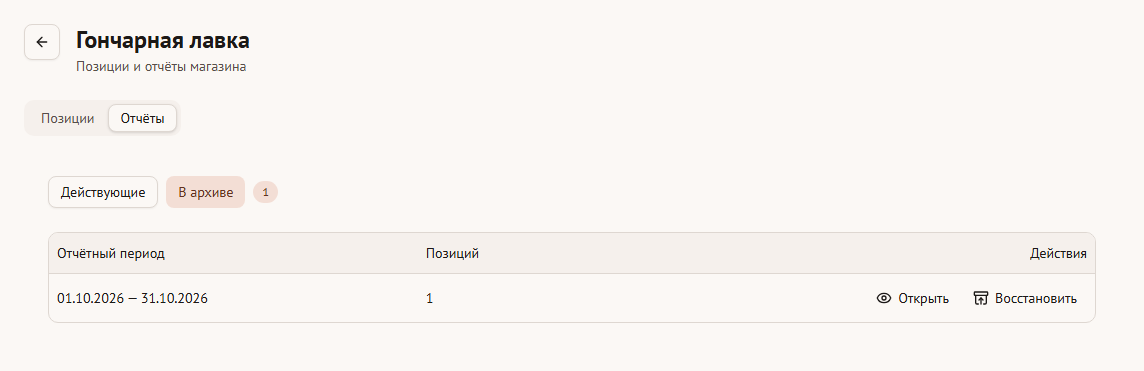 Гончарная лавка
Позиции и отчёты магазина
Позиции Отчёты
Действующие В архиве 1
Отчётный период Позиций Действия
01.10.2026 — 31.10.2026 1 Открыть Восстановить